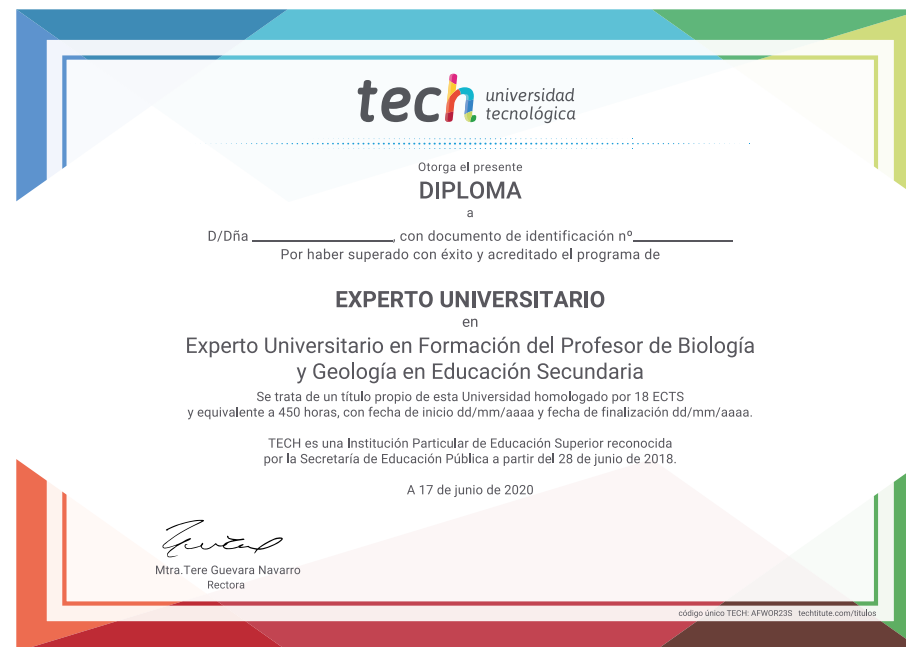 tech universidad
tecnológica
Otorga el presente
DIPLOMA
a
D/Dña ________________, con documento de identificación nº____________
Por haber superado con éxito y acreditado el programa de
EXPERTO UNIVERSITARIO
en
Experto Universitario en Formación del Profesor de Biología
y Geología en Educación Secundaria
Se trata de un título propio de esta Universidad homologado por 18 ECTS
y equivalente a 450 horas, con fecha de inicio dd/mm/aaaa y fecha de finalización dd/mm/aaaa.
TECH es una Institución Particular de Educación Superior reconocida
por la Secretaría de Educación Pública a partir del 28 de junio de 2018.
A 17 de junio de 2020
Mtra.Tere Guevara Navarro
Rectora
código único TECH: AFWOR23S techtitute.com/titulos